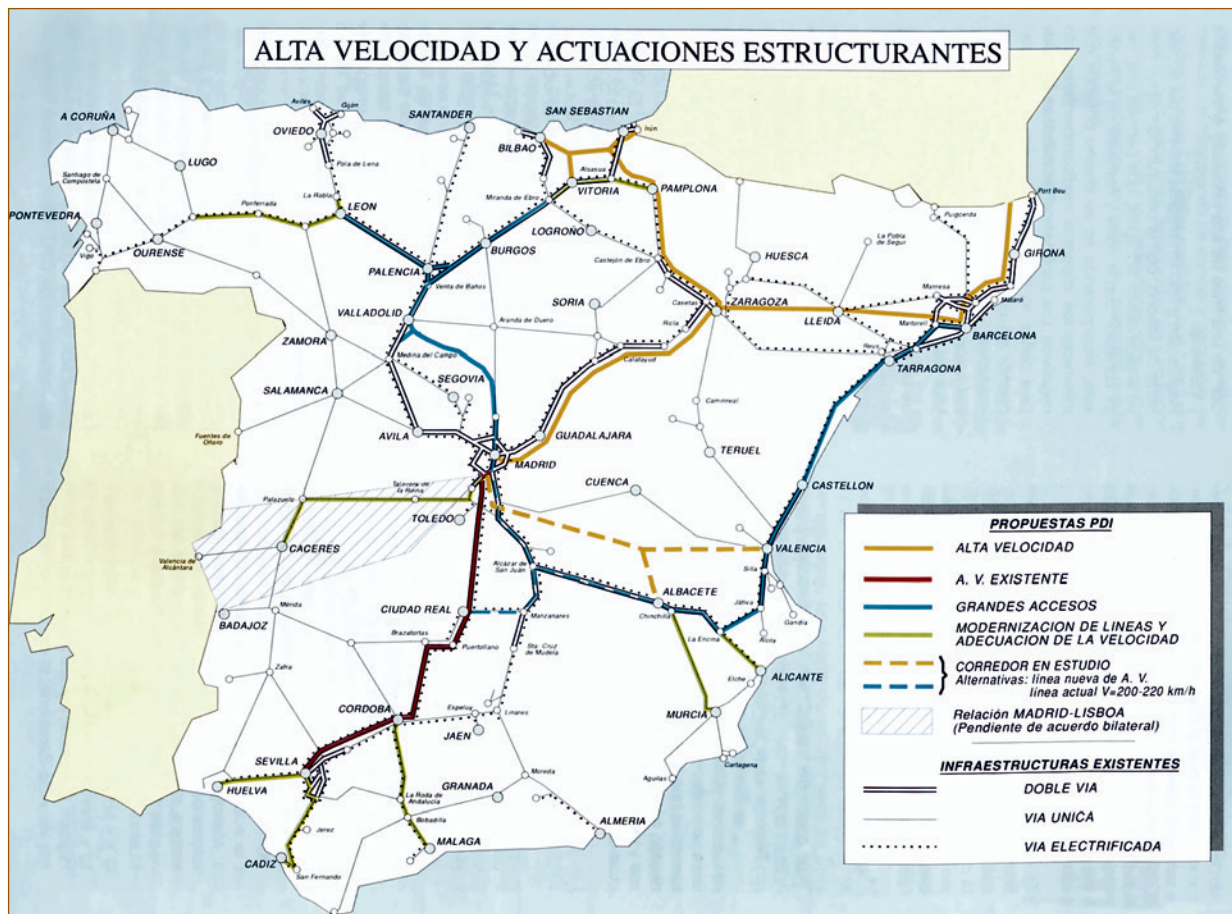 ALTA VELOCIDAD Y ACTUACIONES ESTRUCTURANTES
Avilés
Gijón
A CORUÑA
OVIEDO
SANTANDER
SAN SEBASTIAN
Irún
BILBAO
LUGO
Pola de Lena
Alsasua
Santiago de
Compostela
La Robla
VITORIA
PAMPLONA
Port Bou
Ponferrada
Miranda de Ebro
PONTEVEDRA
LEON
Puigcerda
LOGROÑO
La Pobla
de Segur
Vigo
OURENSE
BURGOS
GIRONA
PALENCIA
Castejón de Ebro
HUESCA
Venta de Baños
Manresa
SORIA
Casetas
ZARAGOZA
Mataró
VALLADOLID
Aranda de Duero
Ricla
LLEIDA
Martorell
ZAMORA
BARCELONA
Medina del Campo
Calatayud
Reus
TARRAGONA
SEGOVIA
SALAMANCA
Caminreal
AVILA
GUADALAJARA
Fuentes de
Oñoro
TERUEL
MADRID
CUENCA
CASTELLON
Talavera de
la Reina
Palazuelo
TOLEDO
CACERES
VALENCIA
Valencia de
Alcántara
Alcázar de
San Juán
Silla
ALBACETE
CIUDAD REAL
Játiva
Mérida
Manzanares
Chinchilla
Gandía
BADAJOZ
Brazatortas
La Encina
Alcoy
Puertollano
Sta. Cruz
de Mudela
Zafra
ALICANTE
Elche
CORDOBA
Espeluy
Linares
MURCIA
JAEN
SEVILLA
Cartagena
Moreda
Aguilas
HUELVA
GRANADA
La Roda de
Andalucía
Bobadilla
Jerez
ALMERIA
MALAGA
CADIZ
San Fernando
PROPUESTAS PDI
ALTA VELOCIDAD
A. V. EXISTENTE
GRANDES ACCESOS
MODERNIZACION DE LINEAS Y
ADECUACION DE LA VELOCIDAD
CORREDOR EN ESTUDIO
Alternativas: línea nueva de A. V.
línea actual V=200-220 km/h
Relación MADRID-LISBOA
(Pendiente de acuerdo bilateral)
INFRAESTRUCTURAS EXISTENTES
DOBLE VIA
VIA UNICA
VIA ELECTRIFICADA